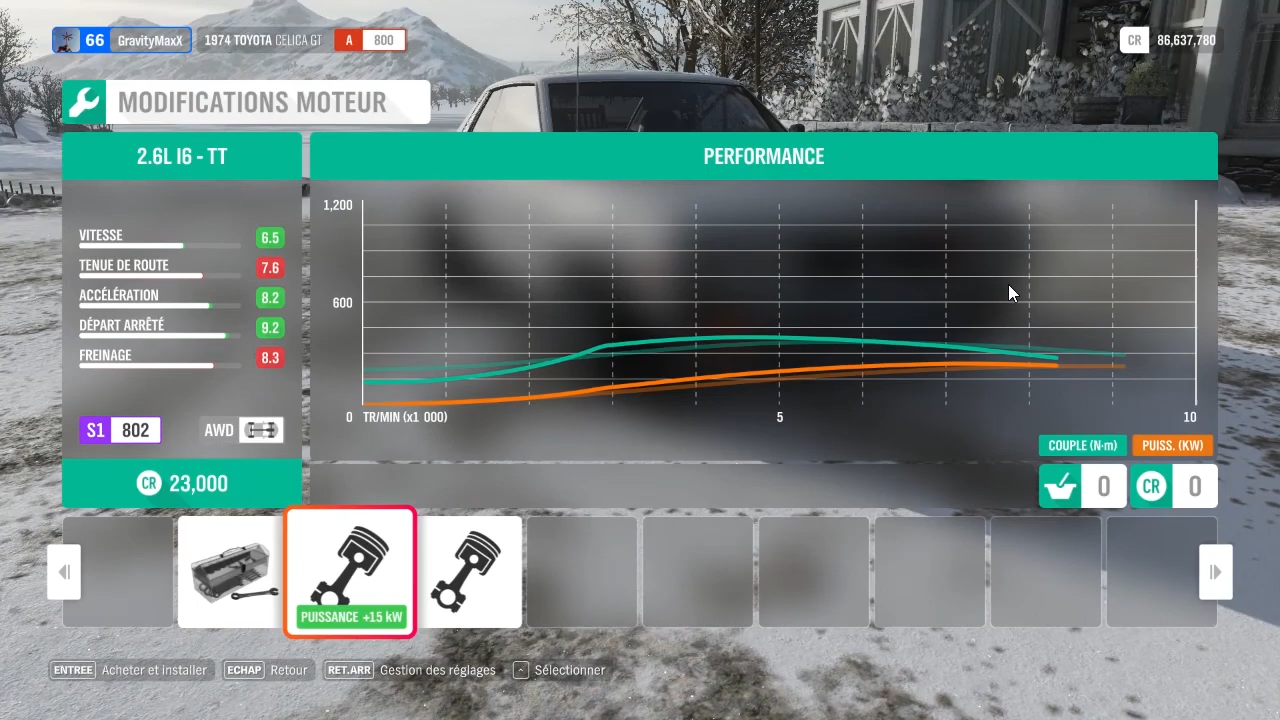 66 GravityMaxX 1974 TOYOTA CELICA GT A 800
CR 86,637,780
MODIFICATIONS MOTEUR
2.6L I6 - TT
PERFORMANCE
VITESSE 6.5
TENUE DE ROUTE 7.6
ACCÉLÉRATION 8.2
DÉPART ARRÊTÉ 9.2
FREINAGE 8.3
S1 802 AWD
CR 23,000
1,200
600
0 TR/MIN (x1 000) 5 10
COUPLE (N·m) PUISS. (KW)
0 CR 0
PUISSANCE +15 kW
ENTREE Acheter et installer ECHAP Retour RET.ARR Gestion des réglages Sélectionner